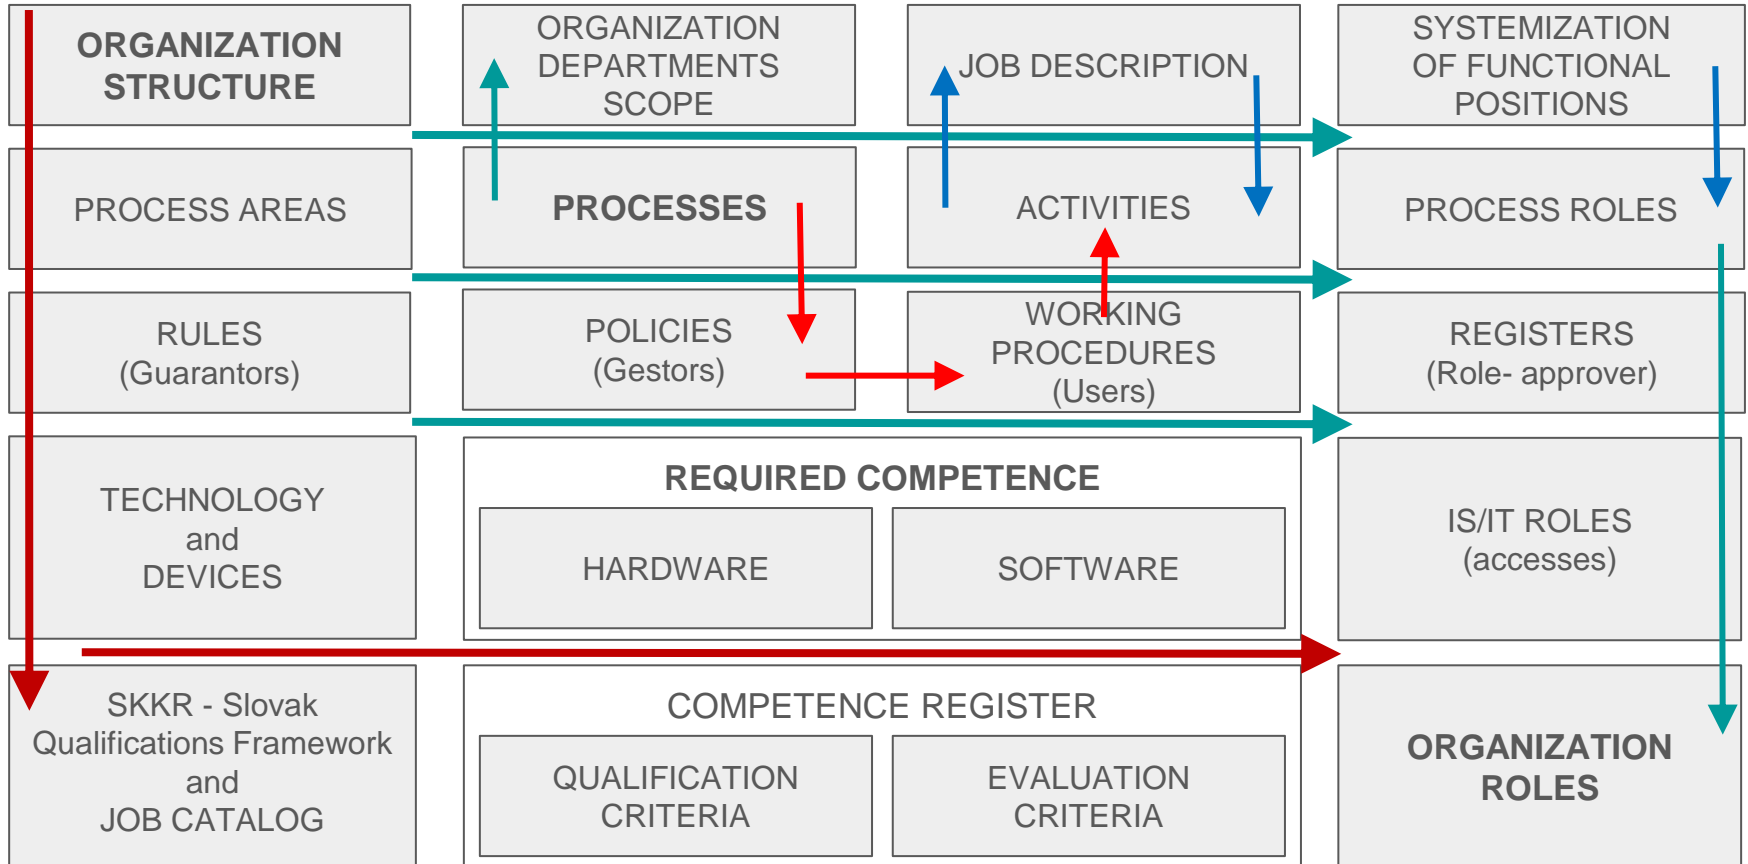 ORGANIZATION
STRUCTURE
ORGANIZATION
DEPARTMENTS
SCOPE
JOB DESCRIPTION
SYSTEMIZATION
OF FUNCTIONAL
POSITIONS
PROCESS AREAS
PROCESSES
ACTIVITIES
PROCESS ROLES
RULES
(Guarantors)
POLICIES
(Gestors)
WORKING
PROCEDURES
(Users)
REGISTERS
(Role- approver)
TECHNOLOGY
and
DEVICES
REQUIRED COMPETENCE
HARDWARE
SOFTWARE
IS/IT ROLES
(accesses)
SKKR - Slovak
Qualifications Framework
and
JOB CATALOG
COMPETENCE REGISTER
QUALIFICATION
CRITERIA
EVALUATION
CRITERIA
ORGANIZATION
ROLES